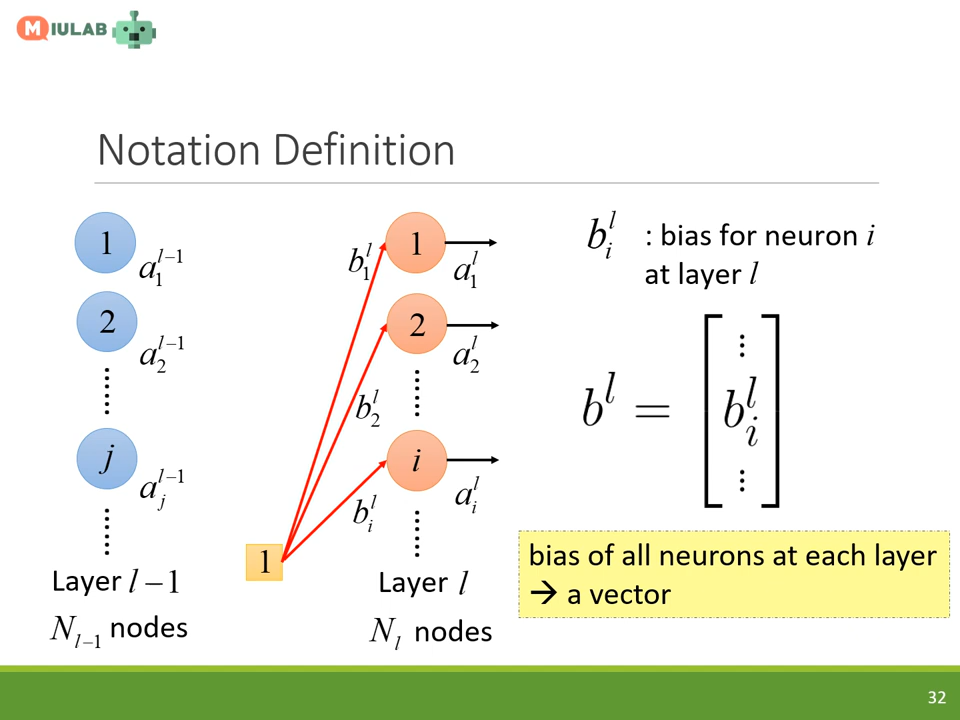 MIULAB
Notation Definition
1
a_1^{l-1}
2
a_2^{l-1}
⋮
j
a_j^{l-1}
⋮
Layer l−1
N_{l-1} nodes
1
b_1^l
b_2^l
b_i^l
1
a_1^l
2
a_2^l
⋮
i
a_i^l
⋮
Layer l
N_l nodes
b_i^l : bias for neuron i
at layer l
b^l = [⋮ b_i^l ⋮]
bias of all neurons at each layer
→ a vector
32